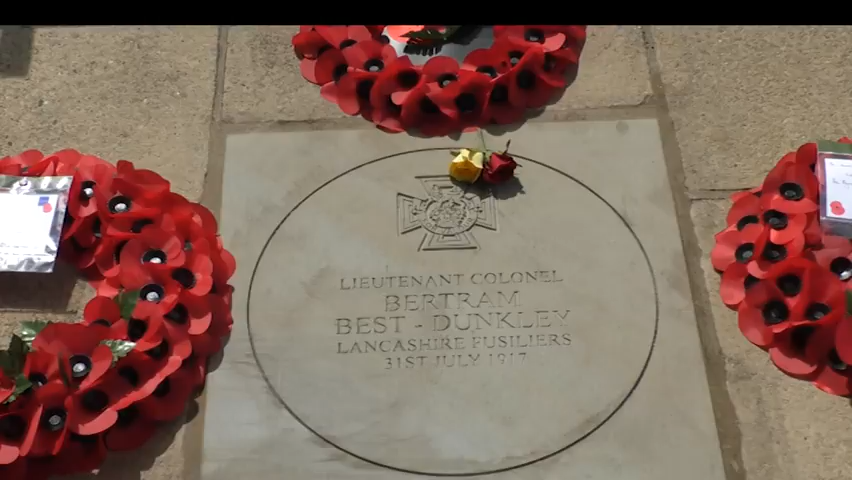 LIEUTENANT COLONEL
BERTRAM
BEST - DUNKLEY
LANCASHIRE FUSILIERS
31ST JULY 1917